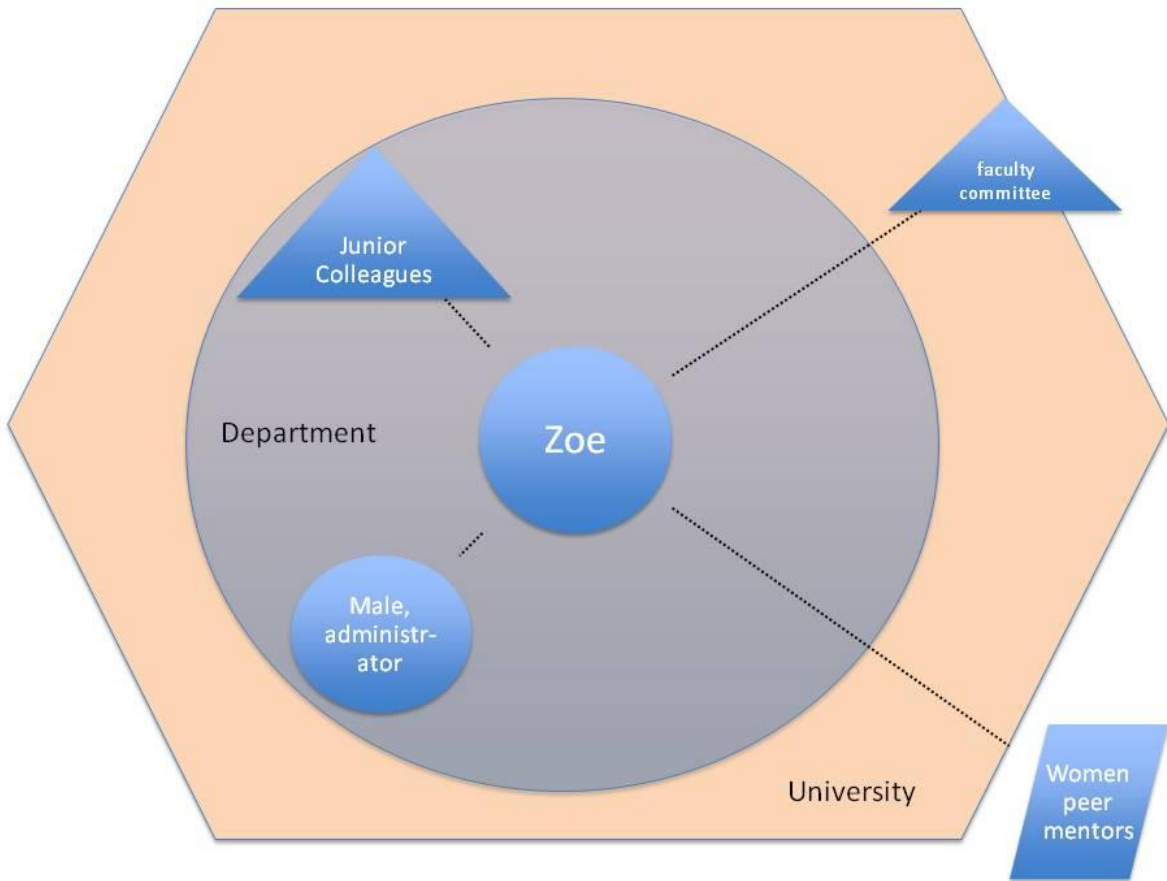 faculty
committee
Junior
Colleagues
Department
Zoe
Male,
administr-
ator
University
Women
peer
mentors